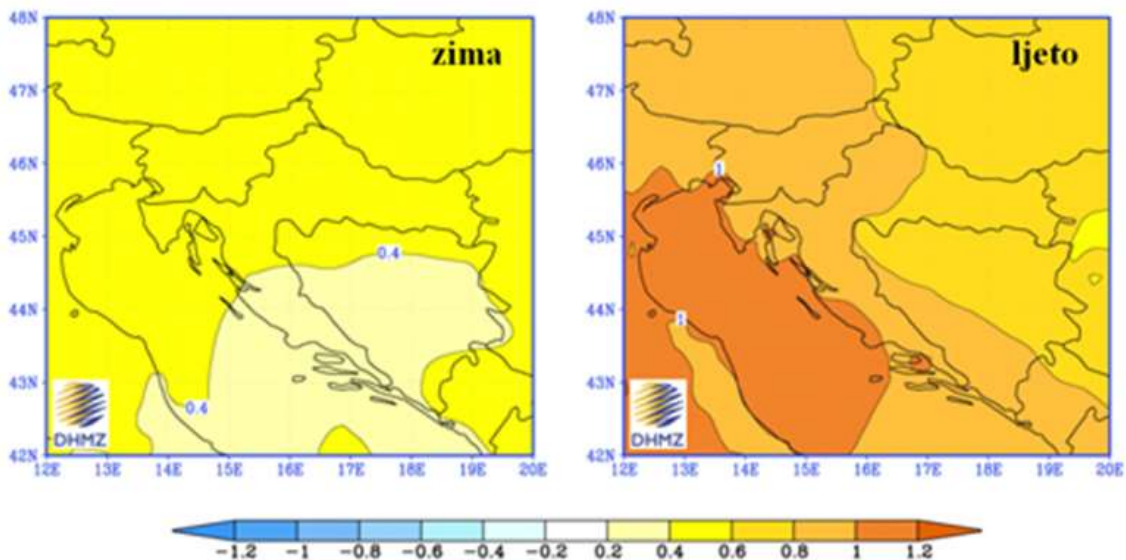 zima
ljeto
48N
47N
46N
45N
44N
43N
42N
12E 13E 14E 15E 16E 17E 18E 19E 20E
0.4
0.4
DHMZ
48N
47N
46N
45N
44N
43N
42N
12E 13E 14E 15E 16E 17E 18E 19E 20E
1
1
DHMZ
-1.2 -1 -0.8 -0.6 -0.4 -0.2 0.2 0.4 0.6 0.8 1 1.2